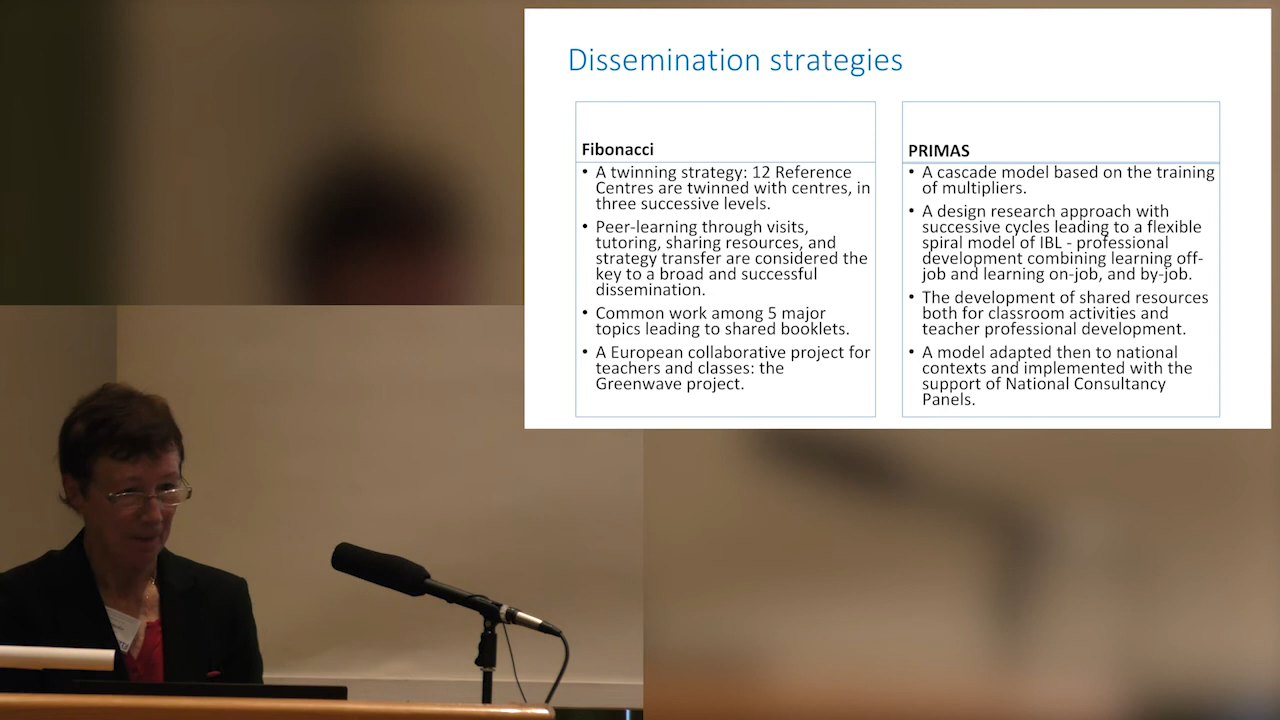 Dissemination strategies
Fibonacci
• A twinning strategy: 12 Reference
Centres are twinned with centres, in
three successive levels.
• Peer-learning through visits,
tutoring, sharing resources, and
strategy transfer are considered the
key to a broad and successful
dissemination.
• Common work among 5 major
topics leading to shared booklets.
• A European collaborative project for
teachers and classes: the
Greenwave project.
PRIMAS
• A cascade model based on the training
of multipliers.
• A design research approach with
successive cycles leading to a flexible
spiral model of IBL - professional
development combining learning off-
job and learning on-job, and by-job.
• The development of shared resources
both for classroom activities and
teacher professional development.
• A model adapted then to national
contexts and implemented with the
support of National Consultancy
Panels.